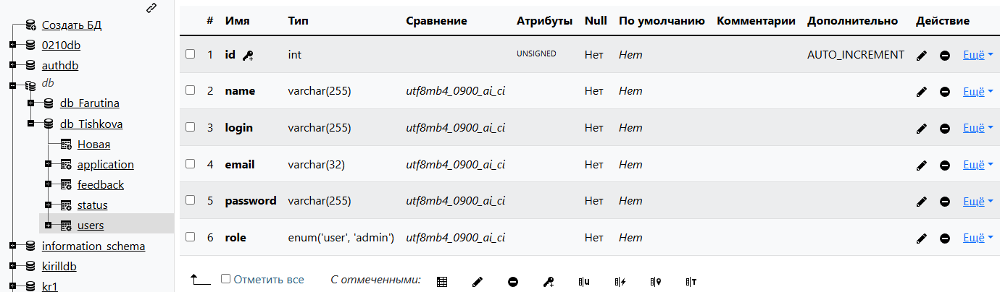 Создать БД
0210db
authdb
db
db_Farutina
db_Tishkova
Новая
application
feedback
status
users
information_schema
kirilldb
kr1
# Имя Тип Сравнение Атрибуты Null По умолчанию Комментарии Дополнительно Действие
1 id int UNSIGNED Нет Нет AUTO_INCREMENT Ещё
2 name varchar(255) utf8mb4_0900_ai_ci Нет Нет Ещё
3 login varchar(255) utf8mb4_0900_ai_ci Нет Нет Ещё
4 email varchar(32) utf8mb4_0900_ai_ci Нет Нет Ещё
5 password varchar(255) utf8mb4_0900_ai_ci Нет Нет Ещё
6 role enum('user', 'admin') utf8mb4_0900_ai_ci Нет Нет Ещё
Отметить все С отмеченными: